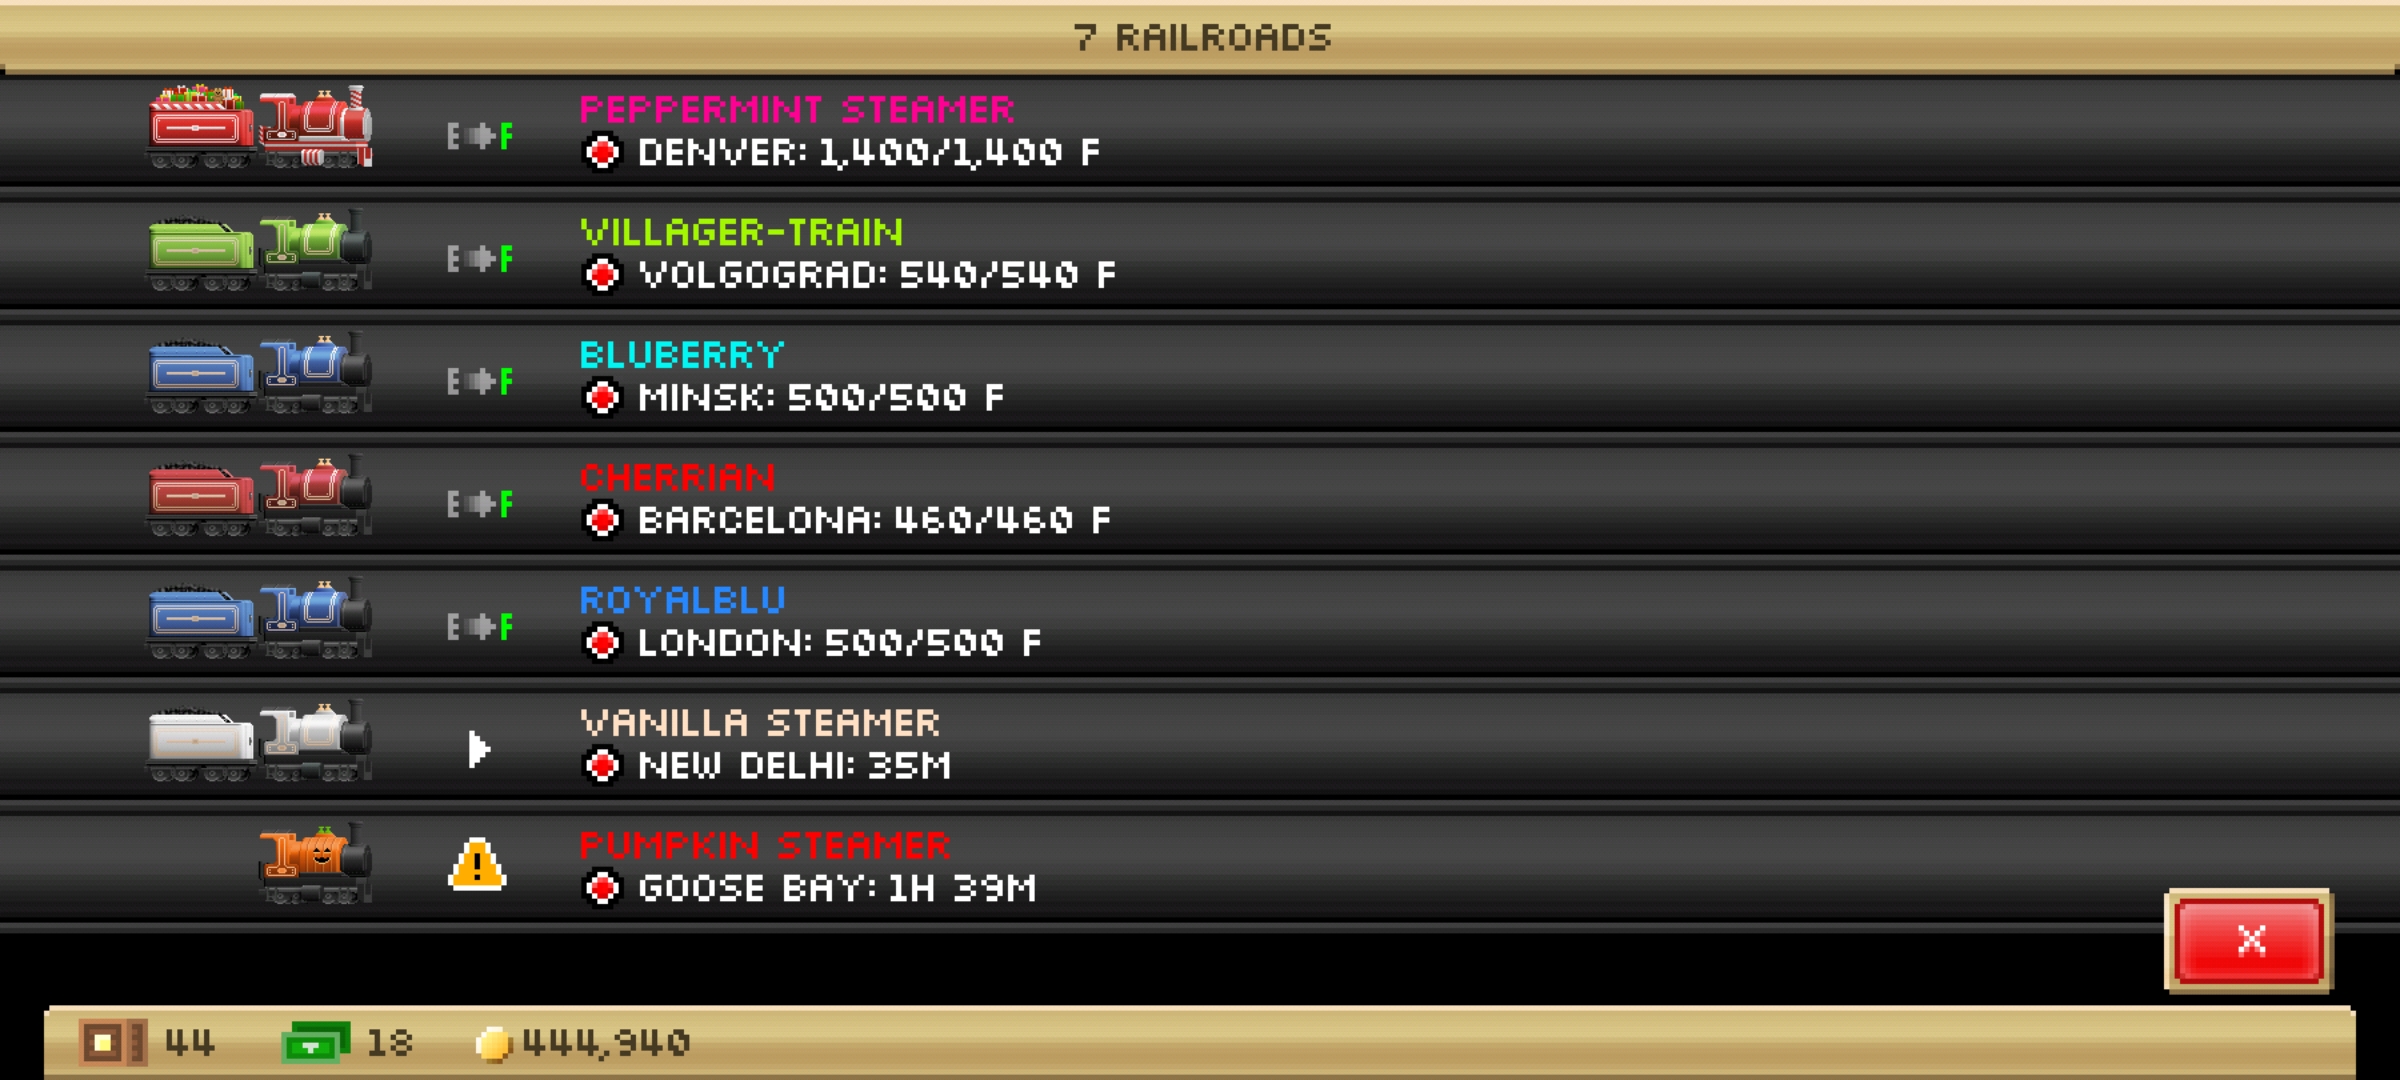 7 RAILROADS
PEPPERMINT STEAMER
E F
DENVER: 1,400/1,400 F
VILLAGER-TRAIN
E F
VOLGOGRAD: 540/540 F
BLUBERRY
E F
MINSK: 500/500 F
CHERRIAN
E F
BARCELONA: 460/460 F
ROYALBLU
E F
LONDON: 500/500 F
VANILLA STEAMER
NEW DELHI: 35M
PUMPKIN STEAMER
!
GOOSE BAY: 1H 39M
X
44 18 444,940